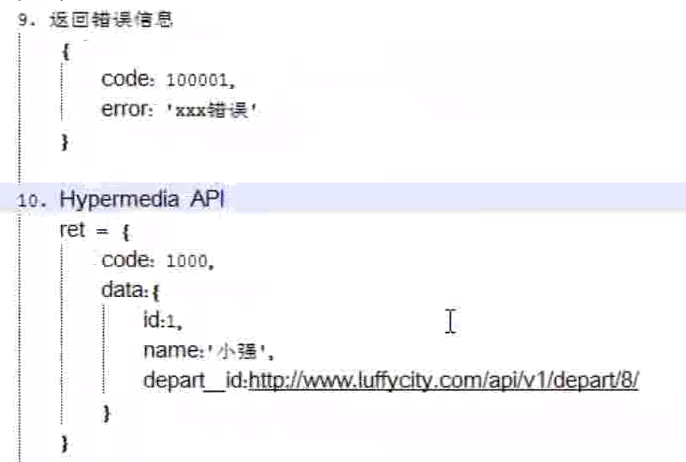 9. 返回错误信息
{
code: 100001,
error: 'xxx错误'
}
10. Hypermedia API
ret = {
code: 1000,
data:{
id:1,
name:'小强',
depart_id:http://www.luffycity.com/api/v1/depart/8/
}
}